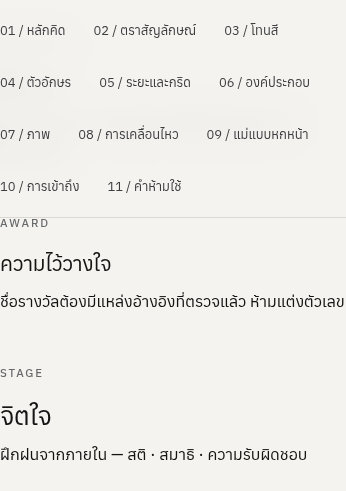 01 / หลักคิด 02 / ตราสัญลักษณ์ 03 / โทนสี
04 / ตัวอักษร 05 / ระยะและกริด 06 / องค์ประกอบ
07 / ภาพ 08 / การเคลื่อนไหว 09 / แม่แบบหกหน้า
10 / การเข้าถึง 11 / คำห้ามใช้
AWARD
ความไว้วางใจ
ชื่อรางวัลต้องมีแหล่งอ้างอิงที่ตรวจแล้ว ห้ามแต่งตัวเลข
STAGE
จิตใจ
ฝึกฝนจากภายใน — สติ · สมาธิ · ความรับผิดชอบ